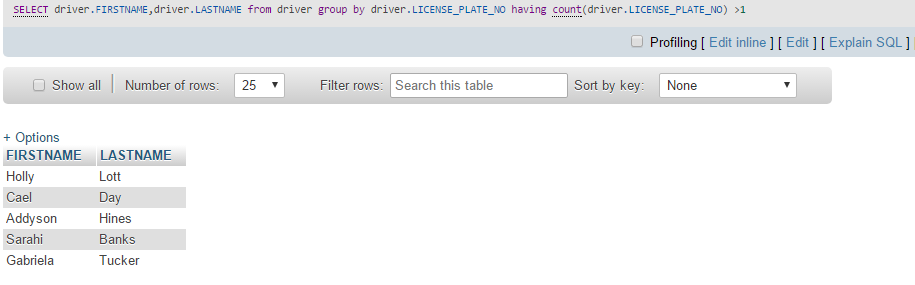 SELECT driver.FIRSTNAME,driver.LASTNAME from driver group by driver.LICENSE_PLATE_NO having count(driver.LICENSE_PLATE_NO) >1
Profiling [ Edit inline ] [ Edit ] [ Explain SQL ]
Show all Number of rows: 25 Filter rows: Search this table Sort by key: None
+ Options
FIRSTNAME LASTNAME
Holly Lott
Cael Day
Addyson Hines
Sarahi Banks
Gabriela Tucker